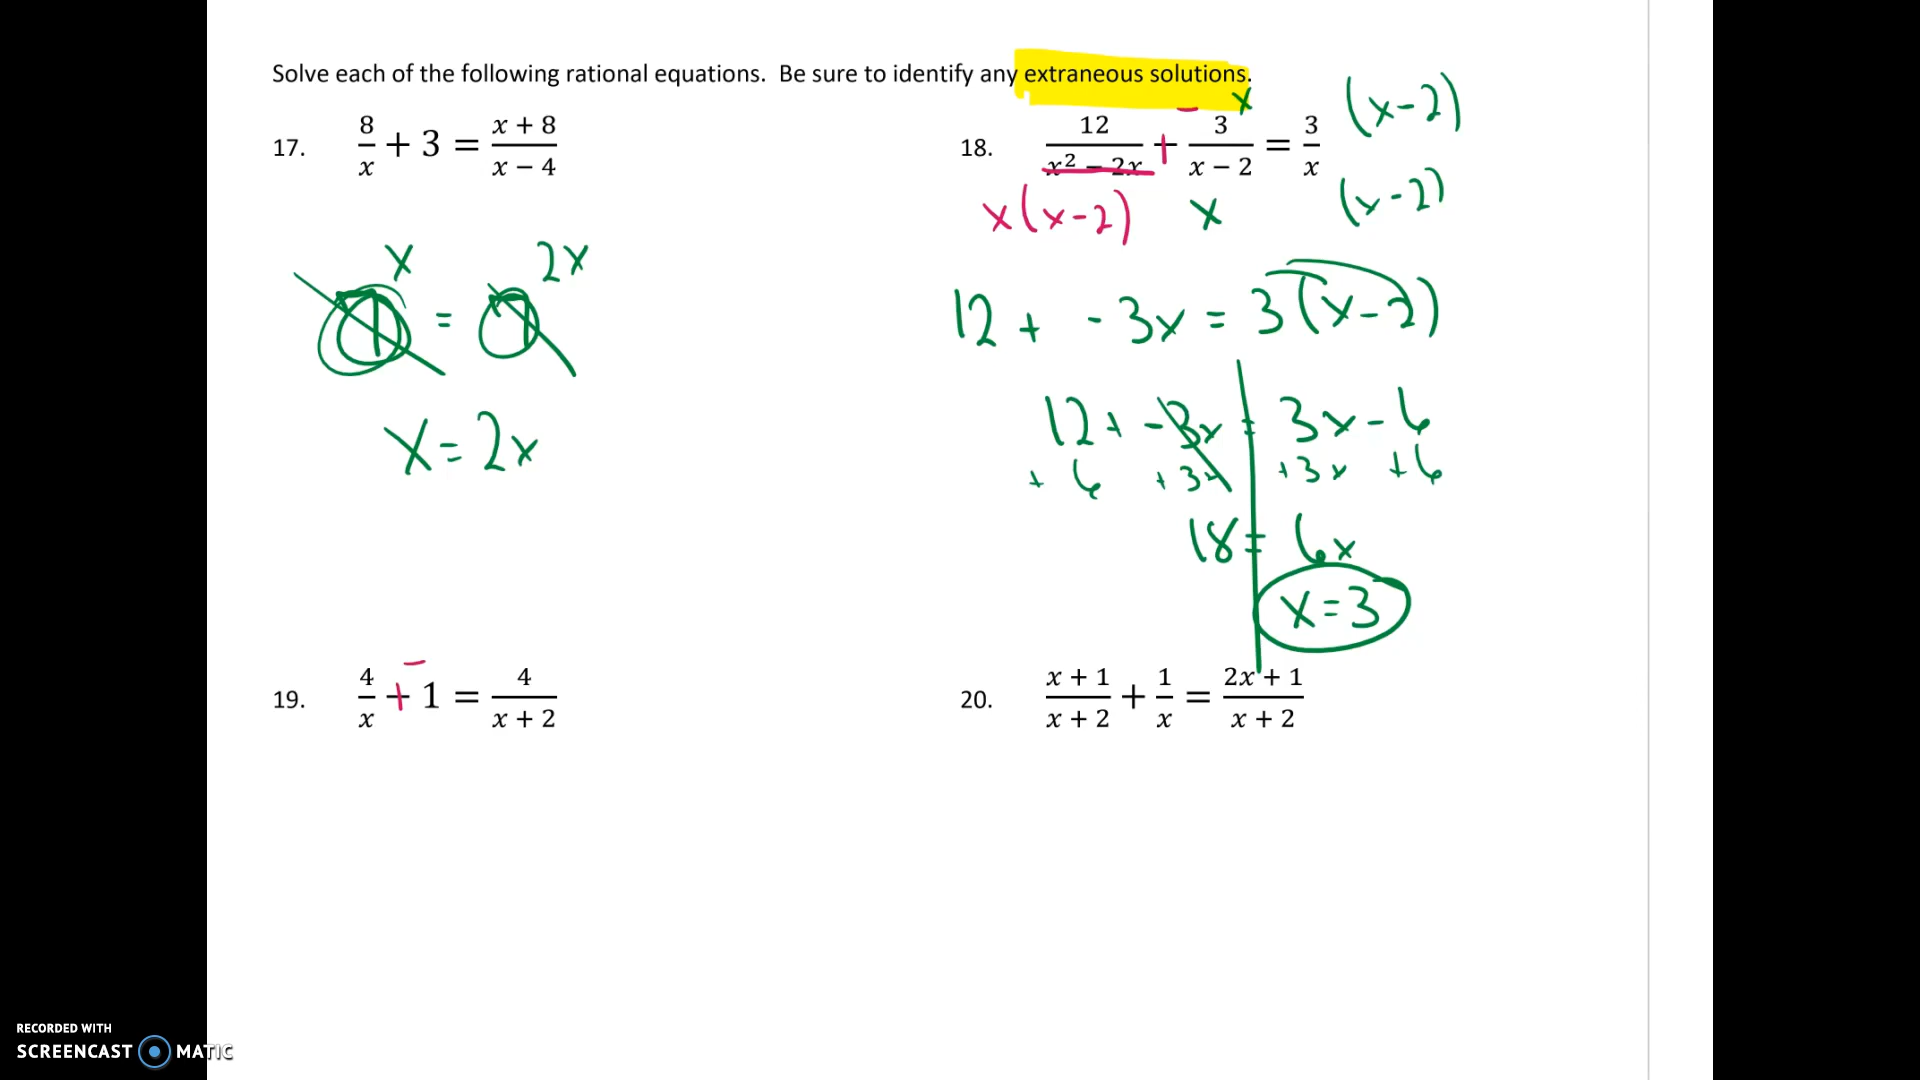 Solve each of the following rational equations. Be sure to identify any extraneous solutions.
17. 8/x + 3 = (x + 8)/(x − 4)
x 2x
1 = 1
x = 2x
18. 12/(x² − 2x) + −3/(x − 2) = 3/x
x (x-2)
x(x-2) x (x-2)
12 + -3x = 3(x-2)
12 + -3x = 3x - 6
+6 +3x +3x +6
18 = 6x
x = 3
19. 4/x + −1 = 4/(x + 2)
20. (x + 1)/(x + 2) + 1/x = (2x + 1)/(x + 2)
RECORDED WITH
SCREENCAST MATIC